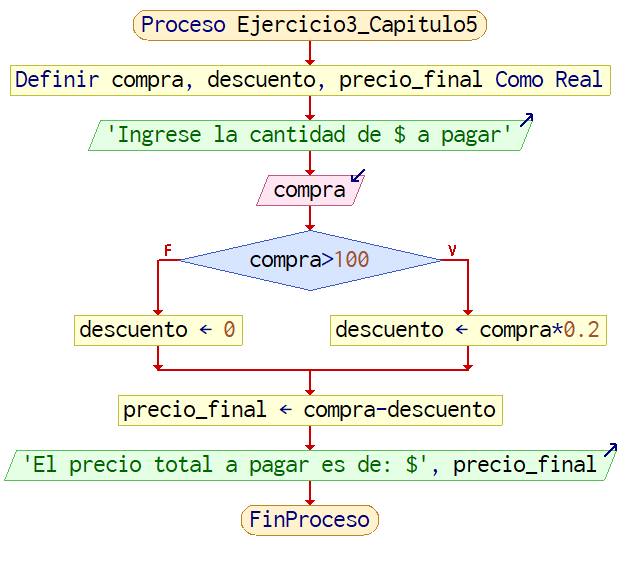 Proceso Ejercicio3_Capitulo5
Definir compra, descuento, precio_final Como Real
'Ingrese la cantidad de $ a pagar'
compra
compra>100
F
V
descuento ← 0
descuento ← compra*0.2
precio_final ← compra-descuento
'El precio total a pagar es de: $', precio_final
FinProceso